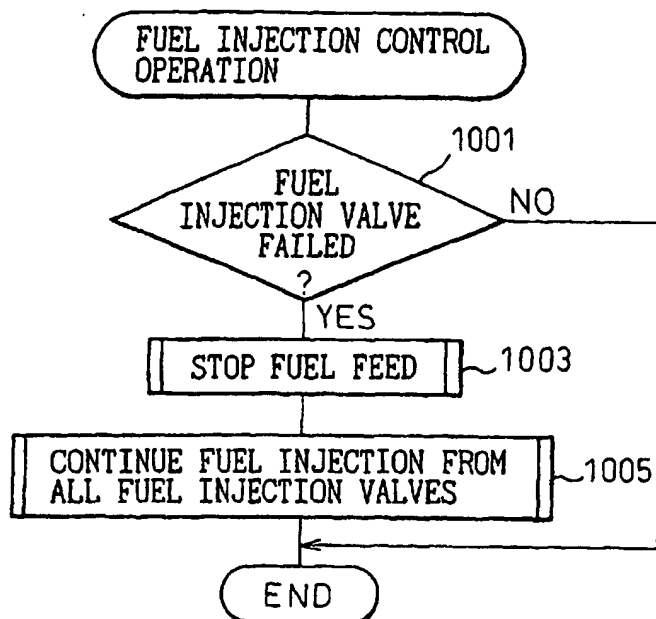 FUEL INJECTION CONTROL
OPERATION
1001
FUEL
INJECTION VALVE
FAILED
?
NO
YES
STOP FUEL FEED
1003
CONTINUE FUEL INJECTION FROM
ALL FUEL INJECTION VALVES
1005
END